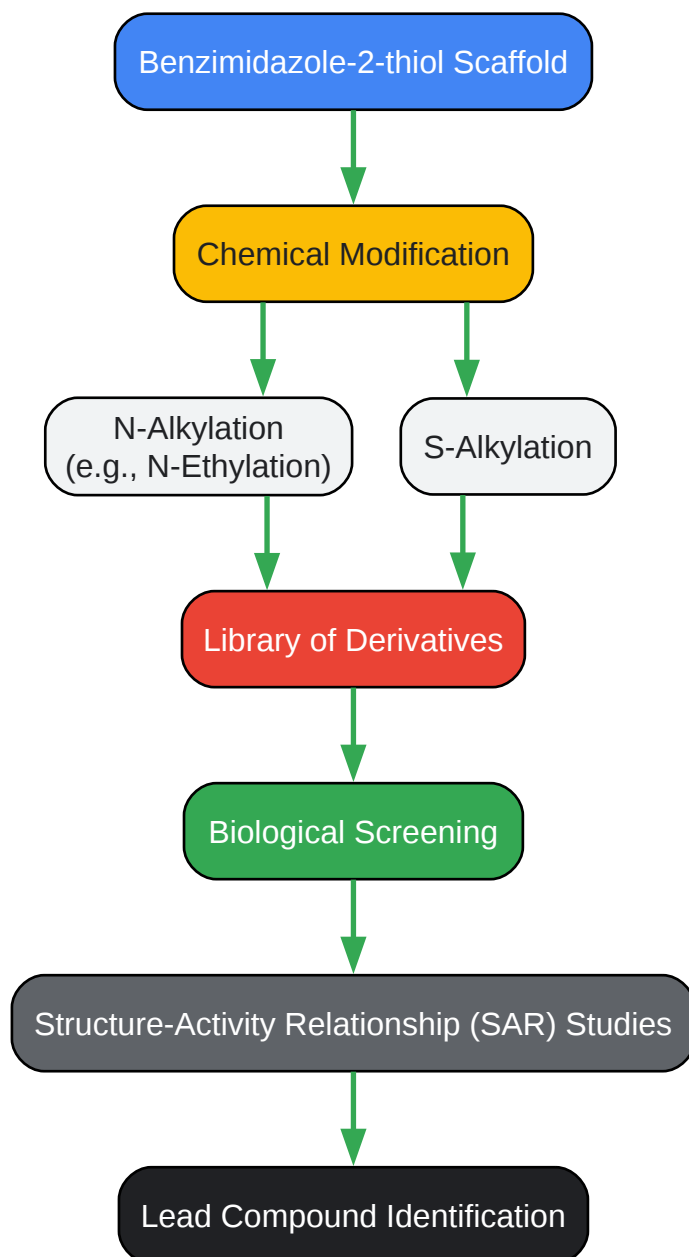 Benzimidazole-2-thiol Scaffold
Chemical Modification
N-Alkylation
(e.g., N-Ethylation)
S-Alkylation
Library of Derivatives
Biological Screening
Structure-Activity Relationship (SAR) Studies
Lead Compound Identification